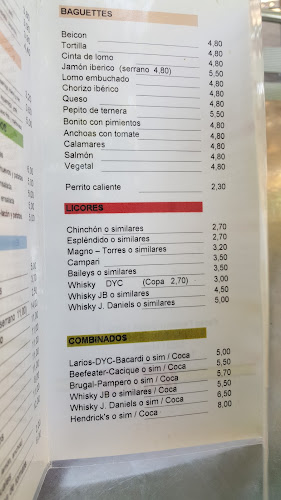 BAGUETTES
Beicon 4,80
Tortilla 4,80
Cinta de lomo 4,80
Jamón iberico (serrano 4,80) 5,50
Lomo embuchado 4,80
Chorizo ibérico 4,80
Queso 4,80
Pepito de ternera 5,50
Bonito con pimientos 4,80
Anchoas con tomate 4,80
Calamares 4,80
Salmón 4,80
Vegetal 4,80
Perrito caliente 2,30
LICORES
Chinchón o similares 2,70
Espléndido o similares 2,70
Magno – Torres o similares 3,20
Campari 3,50
Baileys o similares 3,50
Whisky DYC (Copa 2,70) 3,00
Whisky JB o similares 4,50
Whisky J. Daniels o similares 5,00
COMBINADOS
Larios-DYC-Bacardi o sim / Coca 5,00
Beefeater-Cacique o sim / Coca 5,50
Brugal-Pampero o sim / Coca 5,70
Whisky JB o similares / Coca 5,50
Whisky J. Daniels o sim / Coca 6,50
Hendrick's o sim / Coca 8,00